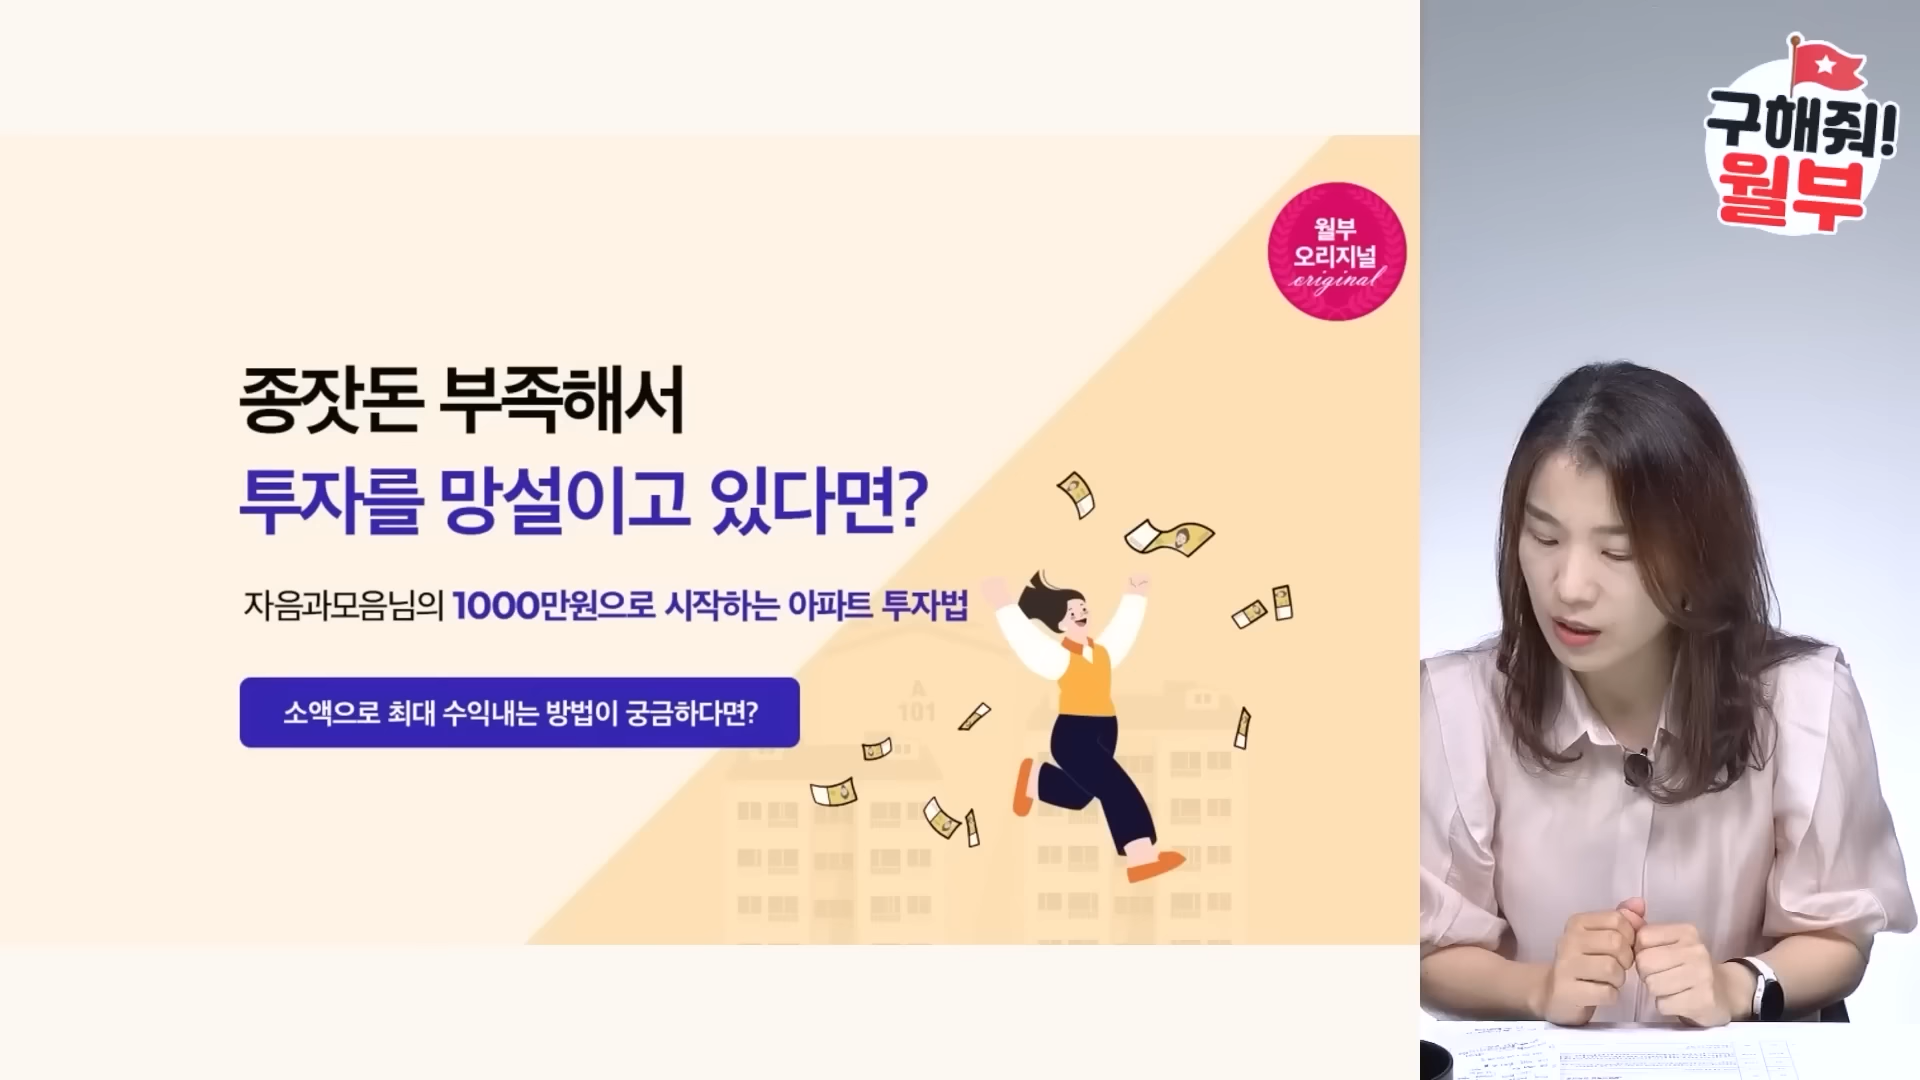 종잣돈 부족해서
투자를 망설이고 있다면?
자음과모음님의 1000만원으로 시작하는 아파트 투자법
소액으로 최대 수익내는 방법이 궁금하다면?
A
101
월부
오리지널
original
구해줘!
월부